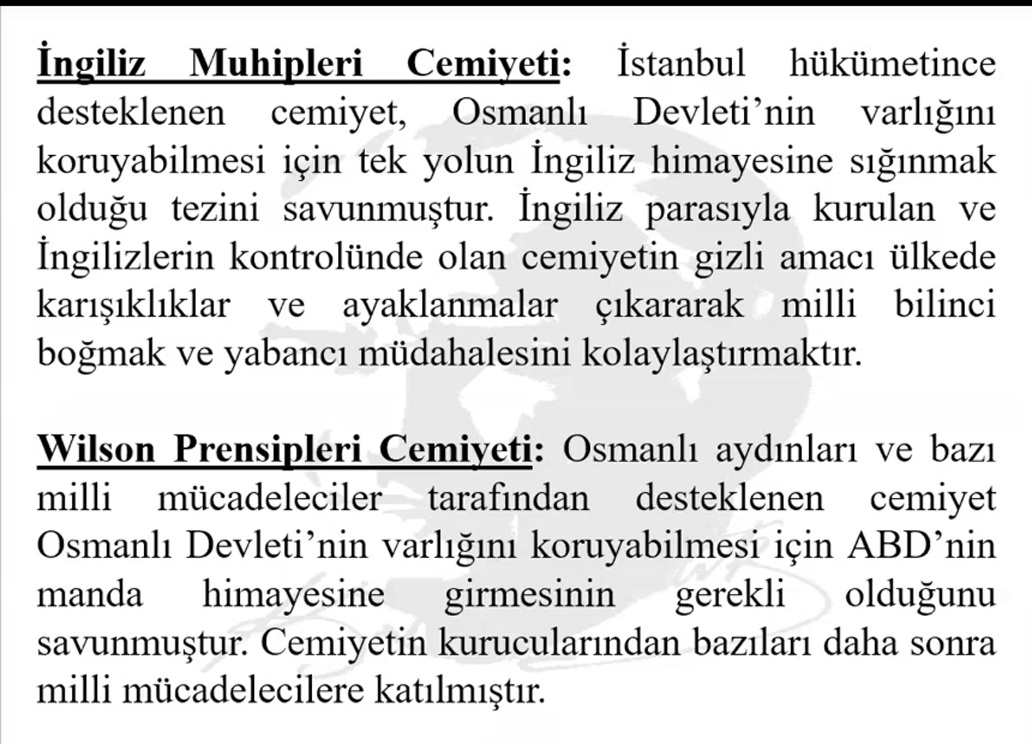 İngiliz Muhipleri Cemiyeti: İstanbul hükümetince
desteklenen cemiyet, Osmanlı Devleti’nin varlığını
koruyabilmesi için tek yolun İngiliz himayesine sığınmak
olduğu tezini savunmuştur. İngiliz parasıyla kurulan ve
İngilizlerin kontrolünde olan cemiyetin gizli amacı ülkede
karışıklıklar ve ayaklanmalar çıkararak milli bilinci
boğmak ve yabancı müdahalesini kolaylaştırmaktır.
Wilson Prensipleri Cemiyeti: Osmanlı aydınları ve bazı
milli mücadeleciler tarafından desteklenen cemiyet
Osmanlı Devleti’nin varlığını koruyabilmesi için ABD’nin
manda himayesine girmesinin gerekli olduğunu
savunmuştur. Cemiyetin kurucularından bazıları daha sonra
milli mücadelecilere katılmıştır.